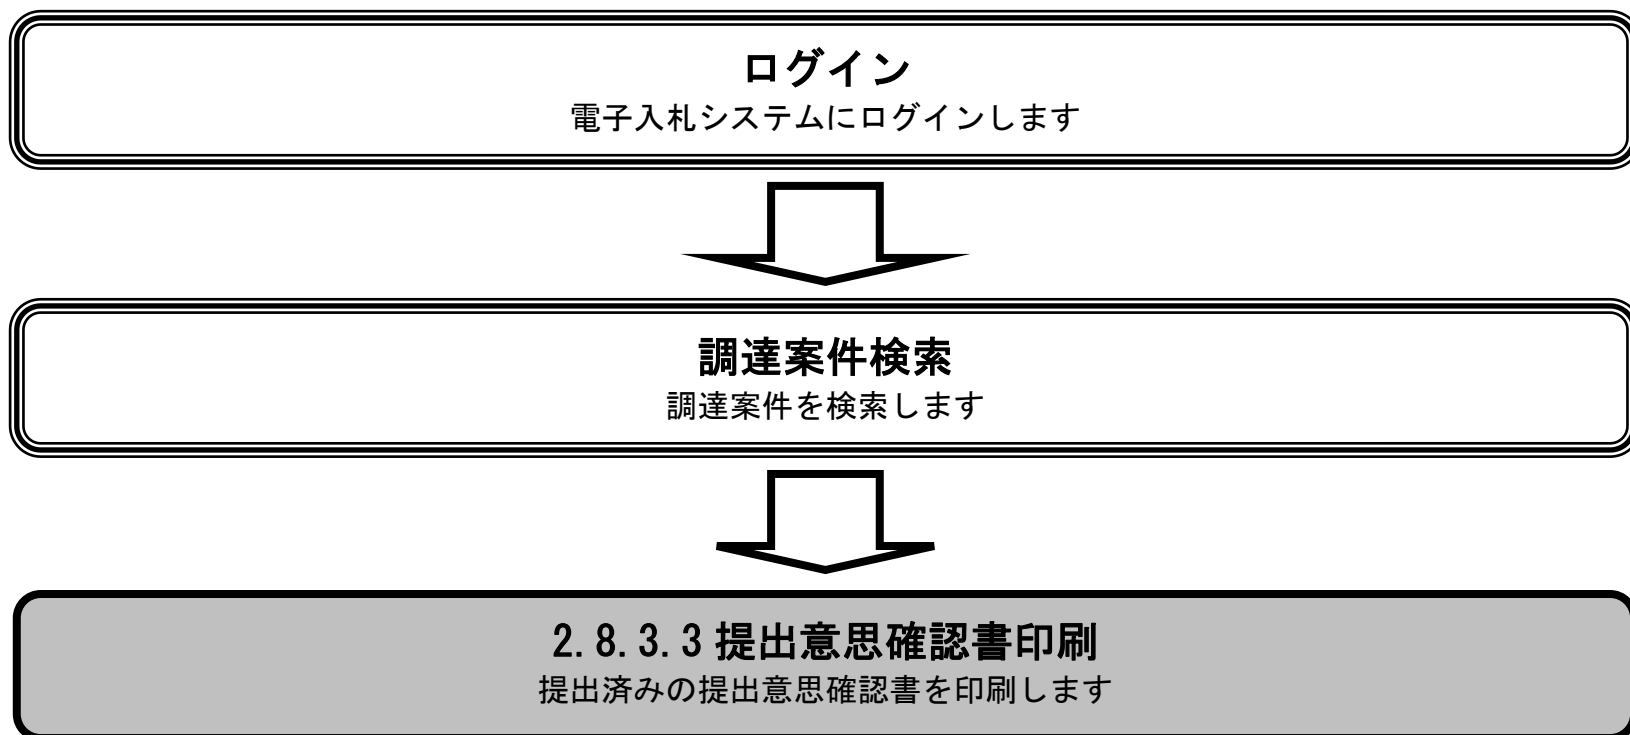 ログイン
電子入札システムにログインします
調達案件検索
調達案件を検索します
2.8.3.3 提出意思確認書印刷
提出済みの提出意思確認書を印刷します